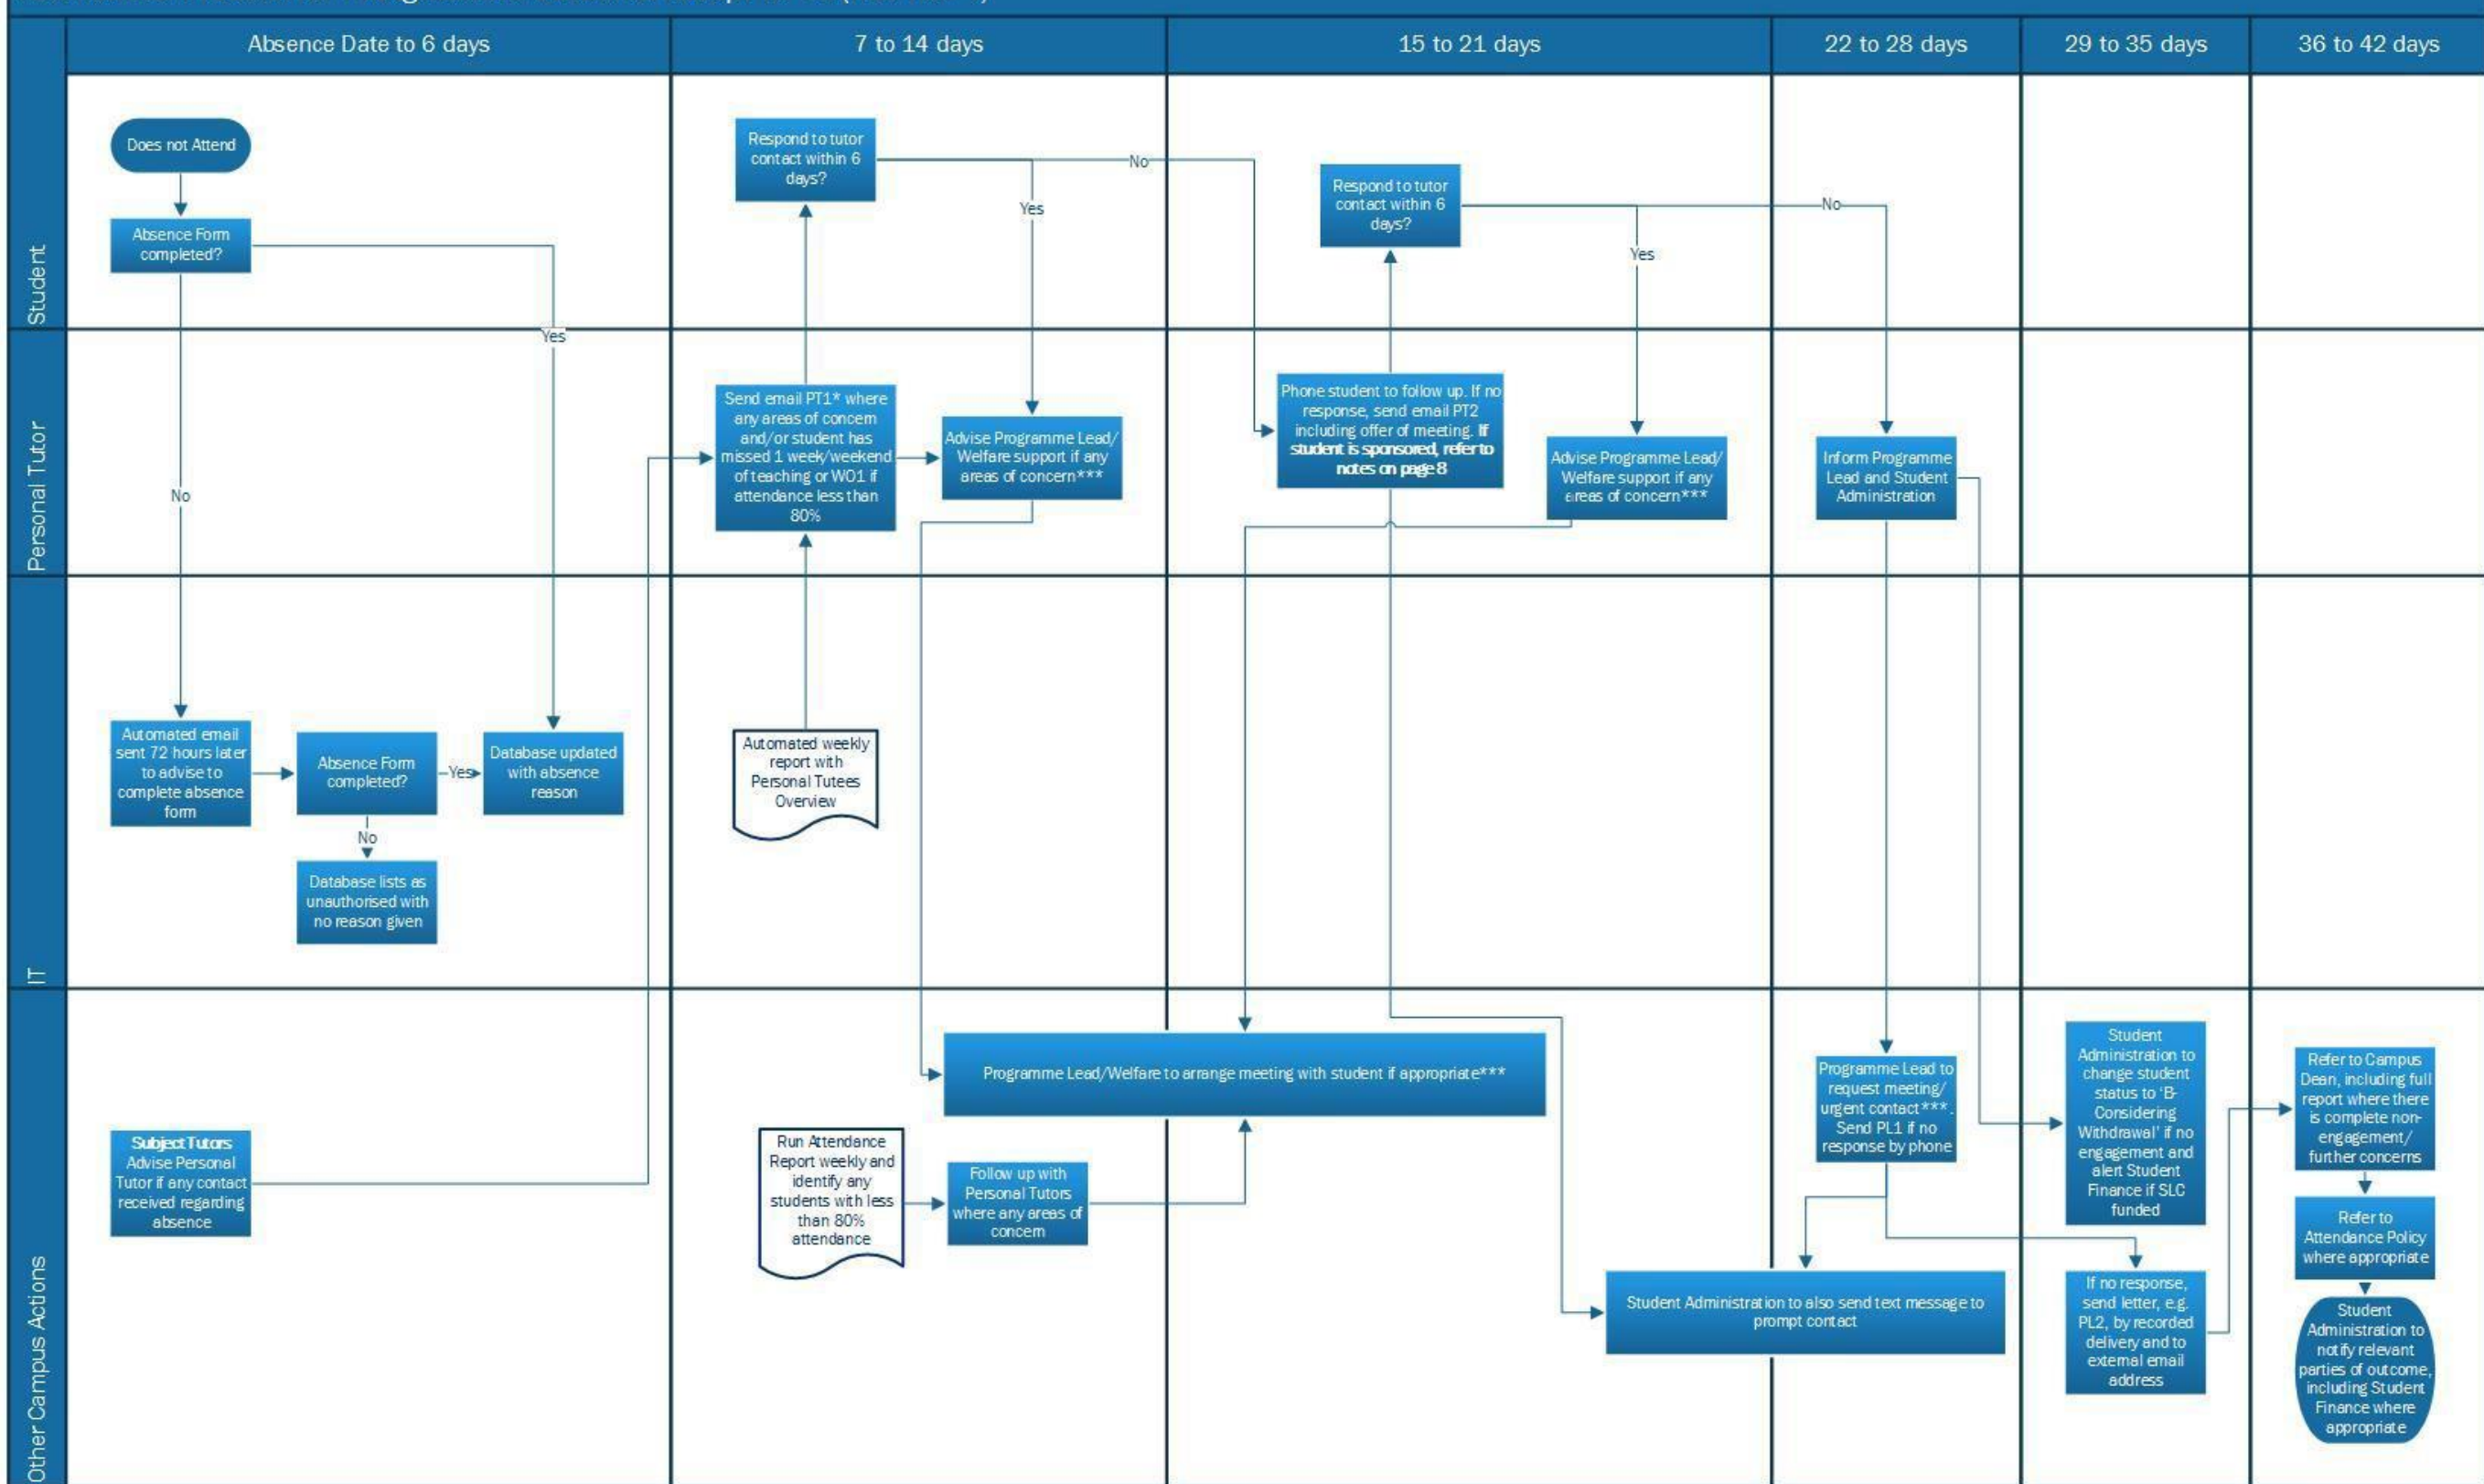 Absence Date to 6 days
7 to 14 days
15 to 21 days
22 to 28 days
29 to 35 days
36 to 42 days
Student
Does not Attend
Absence Form
completed?
Yes
No
Respond to tutor
contact within 6
days?
No
Yes
Respond to tutor
contact within 6
days?
No
Yes
Personal Tutor
Send email PT1* where
any areas of concern
and/or student has
missed 1 week/weekend
of teaching or WO1 if
attendance less than
80%
Advise Programme Lead/
Welfare support if any
areas of concern***
Phone student to follow up. If no
response, send email PT2
including offer of meeting. If
student is sponsored, refer to
notes on page 8
Advise Programme Lead/
Welfare support if any
areas of concern***
Inform Programme
Lead and Student
Administration
IT
Automated email
sent 72 hours later
to advise to
complete absence
form
Absence Form
completed?
Yes
Database updated
with absence
reason
No
Database lists as
unauthorised with
no reason given
Automated weekly
report with
Personal Tutees
Overview
Other Campus Actions
Subject Tutors
Advise Personal
Tutor if any contact
received regarding
absence
Programme Lead/Welfare to arrange meeting with student if appropriate***
Run Attendance
Report weekly and
identify any
students with less
than 80%
attendance
Follow up with
Personal Tutors
where any areas of
concern
Student Administration to also send text message to
prompt contact
Programme Lead to
request meeting/
urgent contact***.
Send PL1 if no
response by phone
Student
Administration to
change student
status to ‘B-
Considering
Withdrawal’ if no
engagement and
alert Student
Finance if SLC
funded
If no response,
send letter, e.g.
PL2, by recorded
delivery and to
external email
address
Refer to Campus
Dean, including full
report where there
is complete non-
engagement/
further concerns
Refer to
Attendance Policy
where appropriate
Student
Administration to
notify relevant
parties of outcome,
including Student
Finance where
appropriate